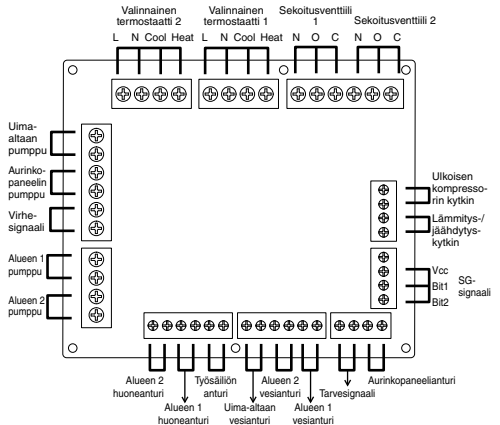 Valinnainen
termostaatti 2
Valinnainen
termostaatti 1
Sekoitusventtiili
1
Sekoitusventtiili 2
L N Cool Heat
L N Cool Heat
N O C
N O C
Uima-
altaan
pumppu
Aurinko-
paneelin
pumppu
Virhe-
signaali
Alueen 1
pumppu
Alueen 2
pumppu
Ulkoisen
kompresso-
rin kytkin
Lämmitys-/
jäähdytys-
kytkin
Vcc
Bit1
Bit2
SG-
signaali
Alueen 2
huoneanturi
Alueen 1
huoneanturi
Työsäiliön
anturi
Uima-altaan
vesianturi
Alueen 2
vesianturi
Alueen 1
vesianturi
Tarvesignaali
Aurinkopaneelianturi